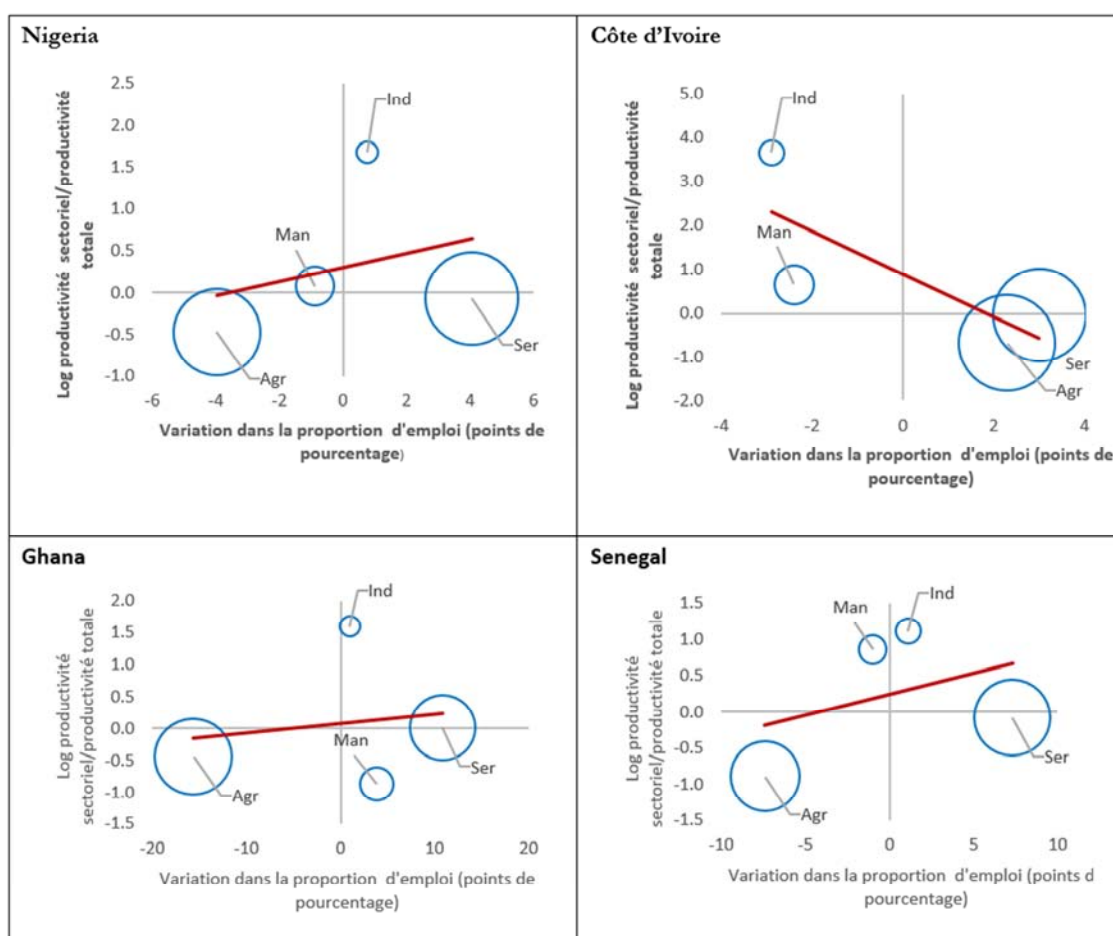 Nigeria
Log productivité sectoriel/productivité
totale
2.5
2.0
1.5
1.0
0.5
0.0
-0.5
-1.0
Ind
Man
Ser
Agr
-6 -4 -2 0 2 4 6
Variation dans la proportion d'emploi (points de
pourcentage)
Côte d'Ivoire
Log productivité sectoriel/productivité
totale
5.0
4.0
3.0
2.0
1.0
0.0
-1.0
-2.0
Ind
Man
Ser
Agr
-4 -2 0 2 4
Variation dans la proportion d'emploi (points de
pourcentage)
Ghana
Log productivité
sectoriel/productivité totale
2.0
1.5
1.0
0.5
0.0
-0.5
-1.0
-1.5
Ind
Man
Ser
Agr
-20 -10 0 10 20
Variation dans la proportion d'emploi (points de
pourcentage)
Senegal
Log productivité
sectoriel/productivité totale
1.5
1.0
0.5
0.0
-0.5
-1.0
-1.5
Man
Ind
Ser
Agr
-10 -5 0 5 10
Variation dans la proportion d'emploi (points d
pourcentage)